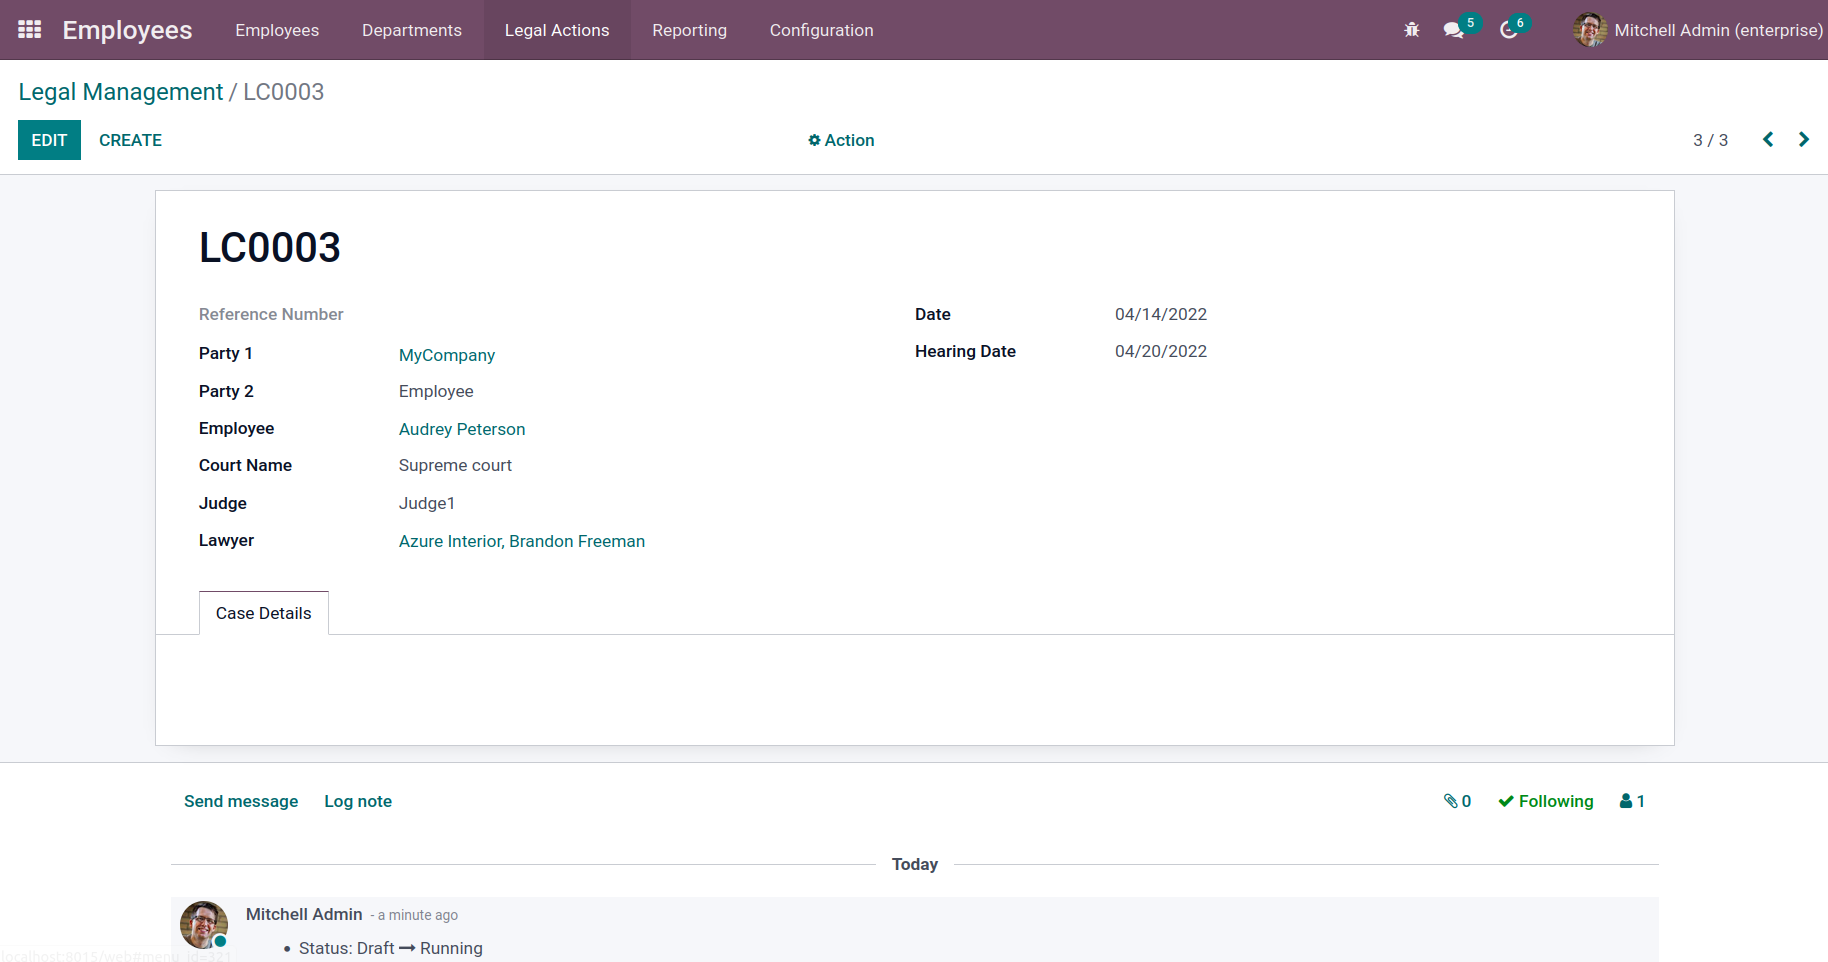 Employees Employees Departments Legal Actions Reporting Configuration 5 6 Mitchell Admin (enterprise)
Legal Management / LC0003
EDIT CREATE Action 3 / 3
LC0003
Reference Number Date 04/14/2022
Party 1 MyCompany Hearing Date 04/20/2022
Party 2 Employee
Employee Audrey Peterson
Court Name Supreme court
Judge Judge1
Lawyer Azure Interior, Brandon Freeman
Case Details
Send message Log note 0 Following 1
Today
Mitchell Admin - a minute ago
• Status: Draft → Running
localhost:8015/web#menu_id=321